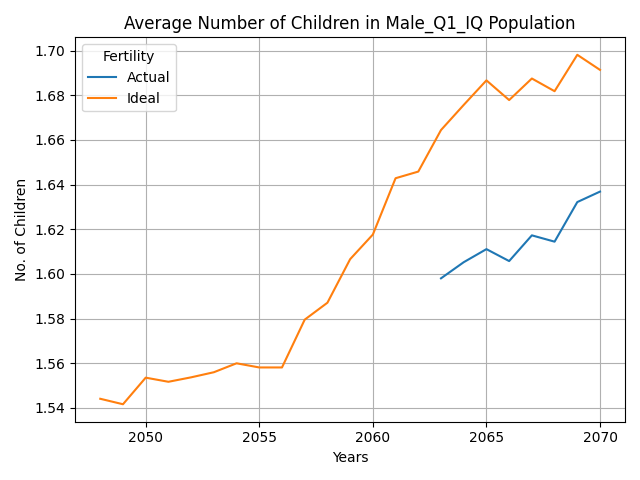 Average Number of Children in Male_Q1_IQ Population
Fertility
Actual
Ideal
No. of Children
1.70
1.68
1.66
1.64
1.62
1.60
1.58
1.56
1.54
2050
2055
2060
2065
2070
Years